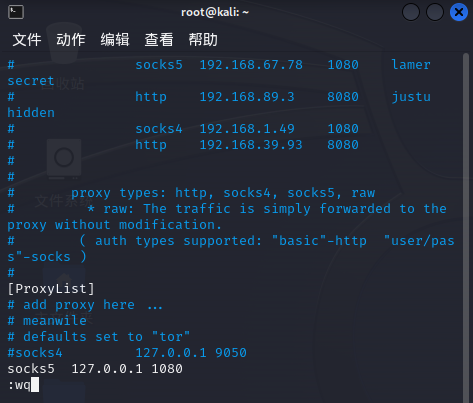 root@kali: ~
文件 动作 编辑 查看 帮助
# socks5 192.168.67.78 1080 lamer
secret
# http 192.168.89.3 8080 justu
hidden
# socks4 192.168.1.49 1080
# http 192.168.39.93 8080
#
#
# proxy types: http, socks4, socks5, raw
# * raw: The traffic is simply forwarded to the
proxy without modification.
# ( auth types supported: "basic"-http "user/pas
s"-socks )
#
[ProxyList]
# add proxy here ...
# meanwile
# defaults set to "tor"
#socks4 127.0.0.1 9050
socks5 127.0.0.1 1080
:wq